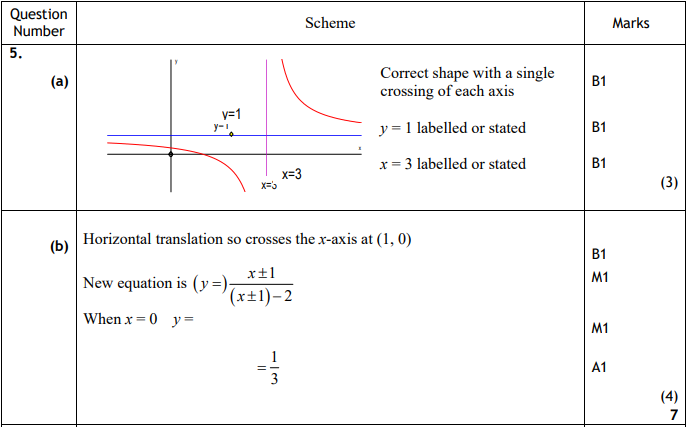 Question Number Scheme Marks
5.
(a)
y
Correct shape with a single
crossing of each axis
B1
y=1
y=1
y = 1 labelled or stated B1
x
x = 3 labelled or stated B1
x=3
x=3
(3)
(b) Horizontal translation so crosses the x-axis at (1, 0)
B1
New equation is (y =) (x±1)/((x±1)−2) M1
When x = 0 y =
M1
= 1/3 A1
(4)
7